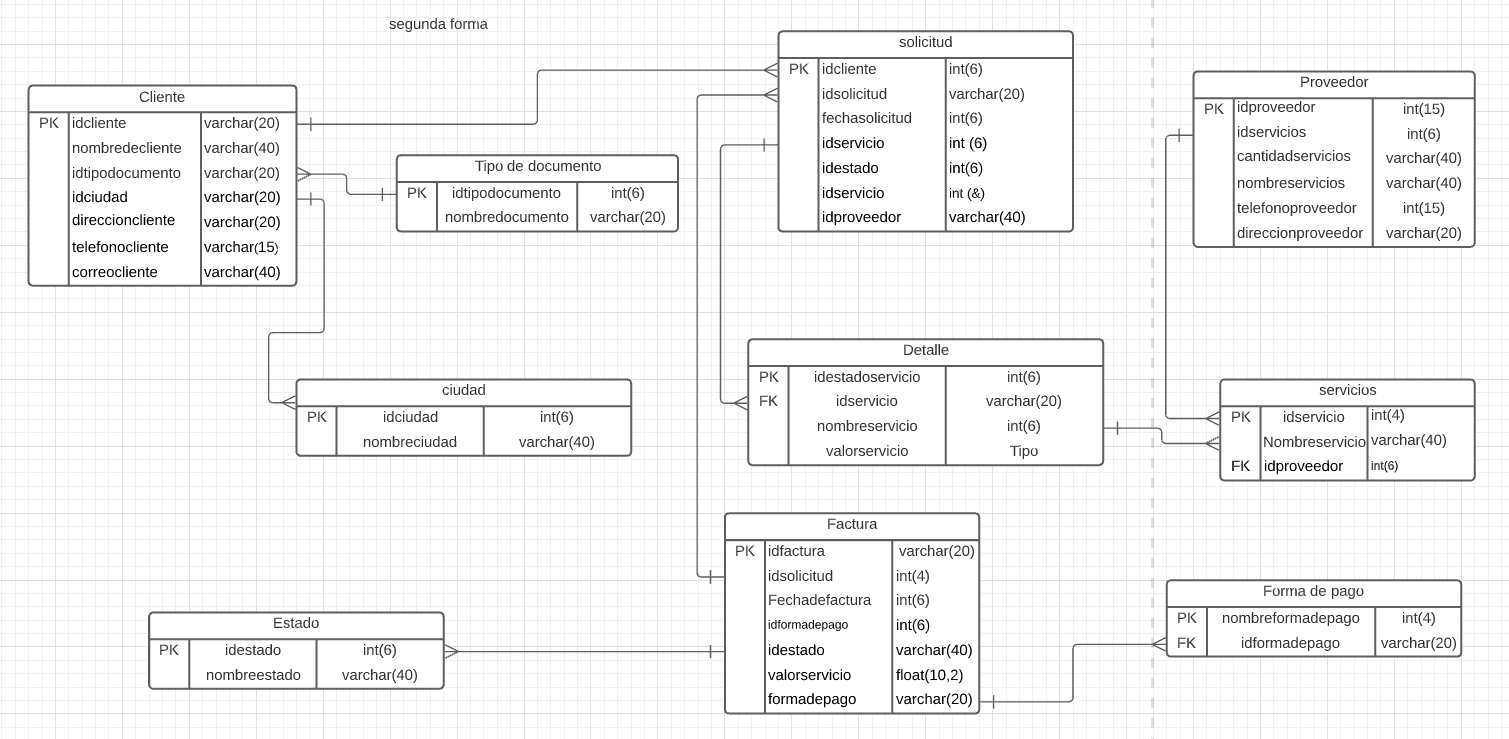 segunda forma
Cliente
PK idcliente varchar(20)
nombredecliente varchar(40)
idtipodocumento varchar(20)
idciudad varchar(20)
direccioncliente varchar(20)
telefonocliente varchar(15)
correocliente varchar(40)
Tipo de documento
PK idtipodocumento int(6)
nombredocumento varchar(20)
solicitud
PK idcliente int(6)
idsolicitud varchar(20)
fechasolicitud int(6)
idservicio int (6)
idestado int(6)
idservicio int (&)
idproveedor varchar(40)
Proveedor
PK idproveedor int(15)
idservicios int(6)
cantidadservicios varchar(40)
nombreservicios varchar(40)
telefonoproveedor int(15)
direccionproveedor varchar(20)
ciudad
PK idciudad int(6)
nombreciudad varchar(40)
Detalle
PK idestadoservicio int(6)
FK idservicio varchar(20)
nombreservicio int(6)
valorservicio Tipo
servicios
PK idservicio int(4)
Nombreservicio varchar(40)
FK idproveedor int(6)
Factura
PK idfactura varchar(20)
idsolicitud int(4)
Fechadefactura int(6)
idformadepago int(6)
idestado varchar(40)
valorservicio float(10,2)
formadepago varchar(20)
Estado
PK idestado int(6)
nombreestado varchar(40)
Forma de pago
PK nombreformadepago int(4)
FK idformadepago varchar(20)